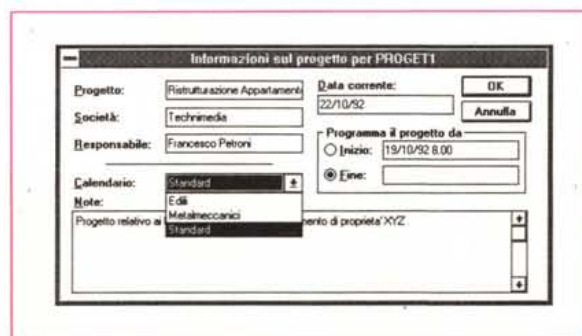 Informazioni sul progetto per PROGET1
Progetto: Ristrutturazione Appartament
Società: Technimedia
Responsabile: Francesco Petroni
Data corrente:
22/10/92
OK
Annulla
Programma il progetto da
Inizio: 19/10/92 8.00
Fine:
Calendario: Standard
Edili
Metalmeccanici
Standard
Note:
Progetto relativo ai mento di proprieta' XYZ